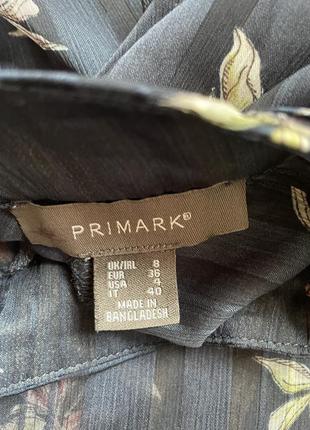 PRIMARK®
UK/IRL 8
EUR 36
USA 4
IT 40
MADE IN
BANGLADESH